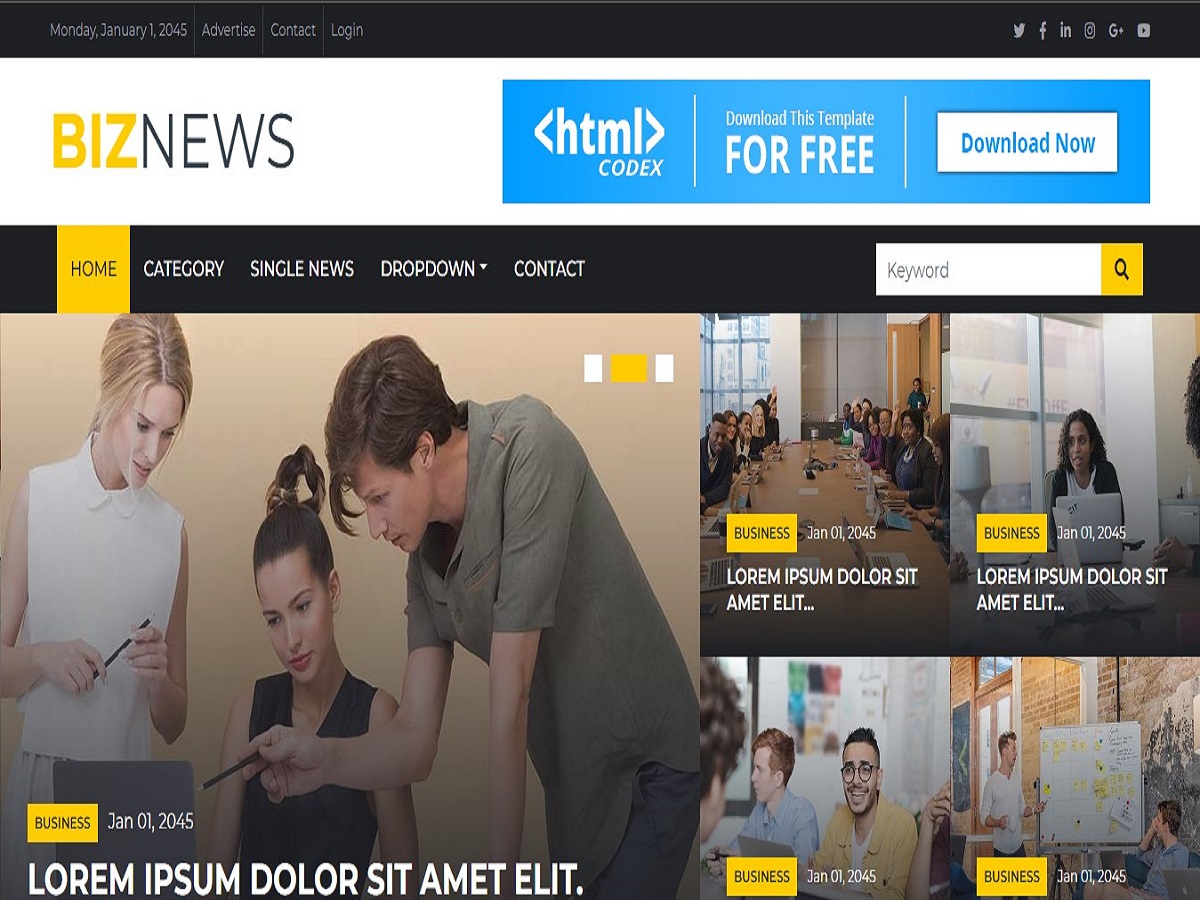 Monday, January 1, 2045 Advertise Contact Login
BIZNEWS
<html>
CODEX
Download This Template
FOR FREE
Download Now
HOME CATEGORY SINGLE NEWS DROPDOWN CONTACT
Keyword
BUSINESS Jan 01, 2045
LOREM IPSUM DOLOR SIT AMET ELIT.
BUSINESS Jan 01, 2045
LOREM IPSUM DOLOR SIT
AMET ELIT...
BUSINESS Jan 01, 2045
LOREM IPSUM DOLOR SIT
AMET ELIT...
BUSINESS Jan 01, 2045
BUSINESS Jan 01, 2045